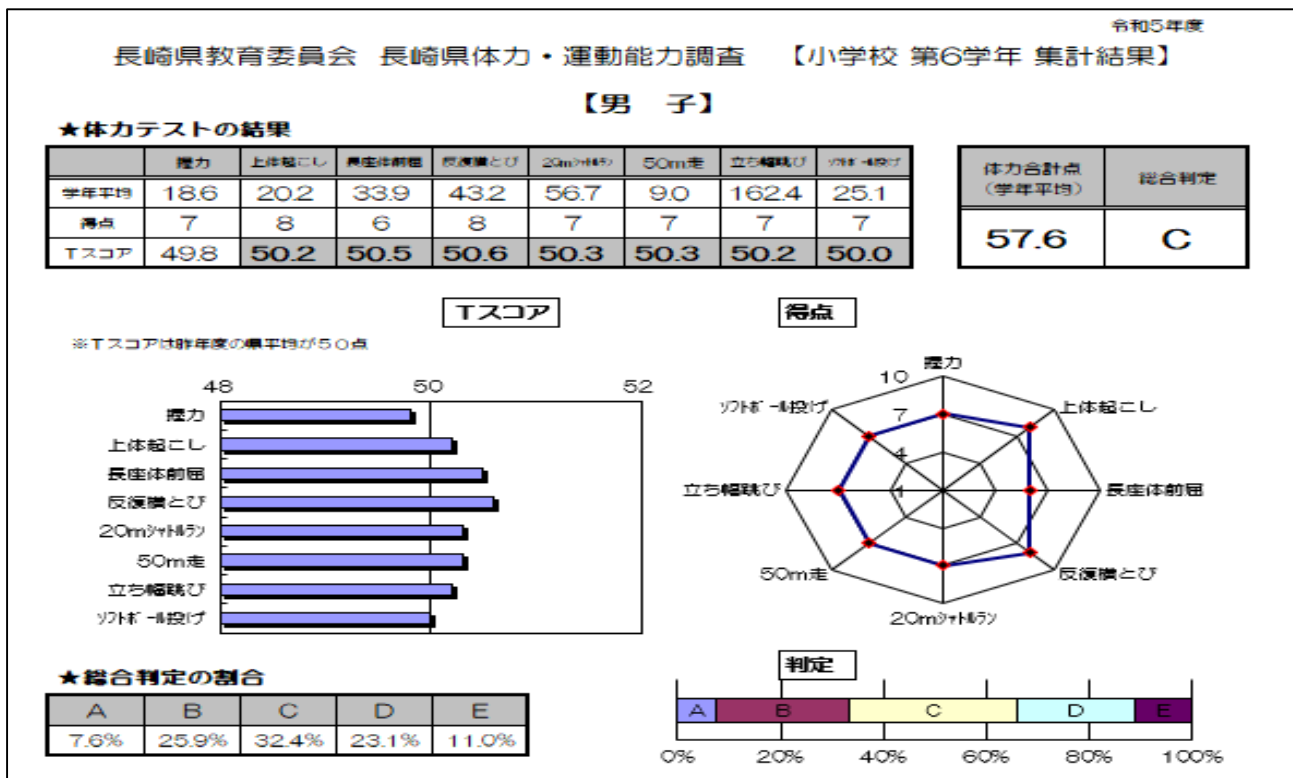 令和5年度
長崎県教育委員会 長崎県体力・運動能力調査 【小学校 第6学年 集計結果】
【男 子】
★体力テストの結果
握力 上体起こし 長座体前屈 反復横とび 20mｼｬﾄﾙﾗﾝ 50m走 立ち幅跳び ｿﾌﾄﾎﾞｰﾙ投げ
学年平均 18.6 20.2 33.9 43.2 56.7 9.0 162.4 25.1
得点 7 8 6 8 7 7 7 7
Tスコア 49.8 50.2 50.5 50.6 50.3 50.3 50.2 50.0
体力合計点（学年平均） 総合判定
57.6 C
Tスコア
※Tスコアは昨年度の県平均が50点
48 50 52
握力
上体起こし
長座体前屈
反復横とび
20mｼｬﾄﾙﾗﾝ
50m走
立ち幅跳び
ｿﾌﾄﾎﾞｰﾙ投げ
得点
握力
10
7
4
1
上体起こし
長座体前屈
反復横とび
20mｼｬﾄﾙﾗﾝ
50m走
立ち幅跳び
ｿﾌﾄﾎﾞｰﾙ投げ
★総合判定の割合
A B C D E
7.6% 25.9% 32.4% 23.1% 11.0%
判定
A B C D E
0% 20% 40% 60% 80% 100%